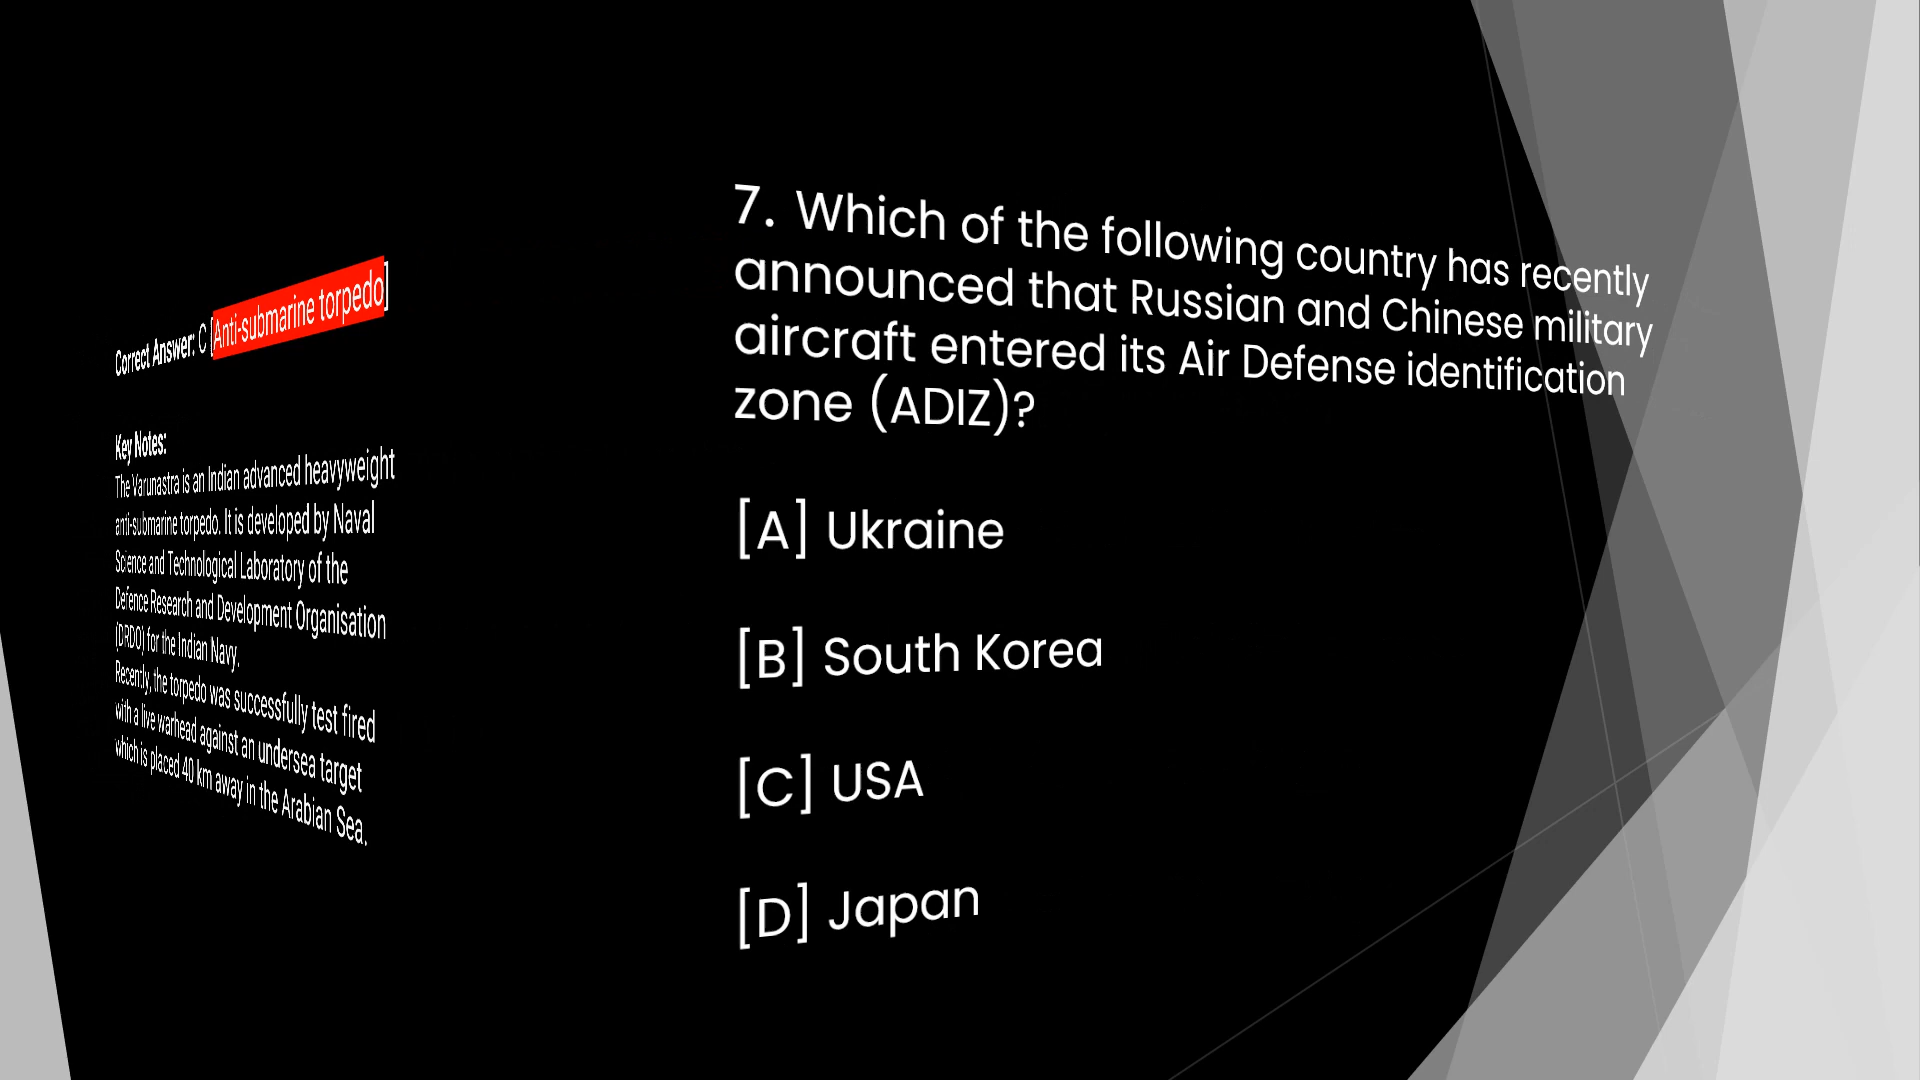 Correct Answer: C [Anti-submarine torpedo]
Key Notes:
The Varunastra is an Indian advanced heavyweight
anti-submarine torpedo. It is developed by Naval
Science and Technological Laboratory of the
Defence Research and Development Organisation
(DRDO) for the Indian Navy.
Recently, the torpedo was successfully test fired
with a live warhead against an undersea target
which is placed 40 km away in the Arabian Sea.
7. Which of the following country has recently
announced that Russian and Chinese military
aircraft entered its Air Defense identification
zone (ADIZ)?
[A] Ukraine
[B] South Korea
[C] USA
[D] Japan